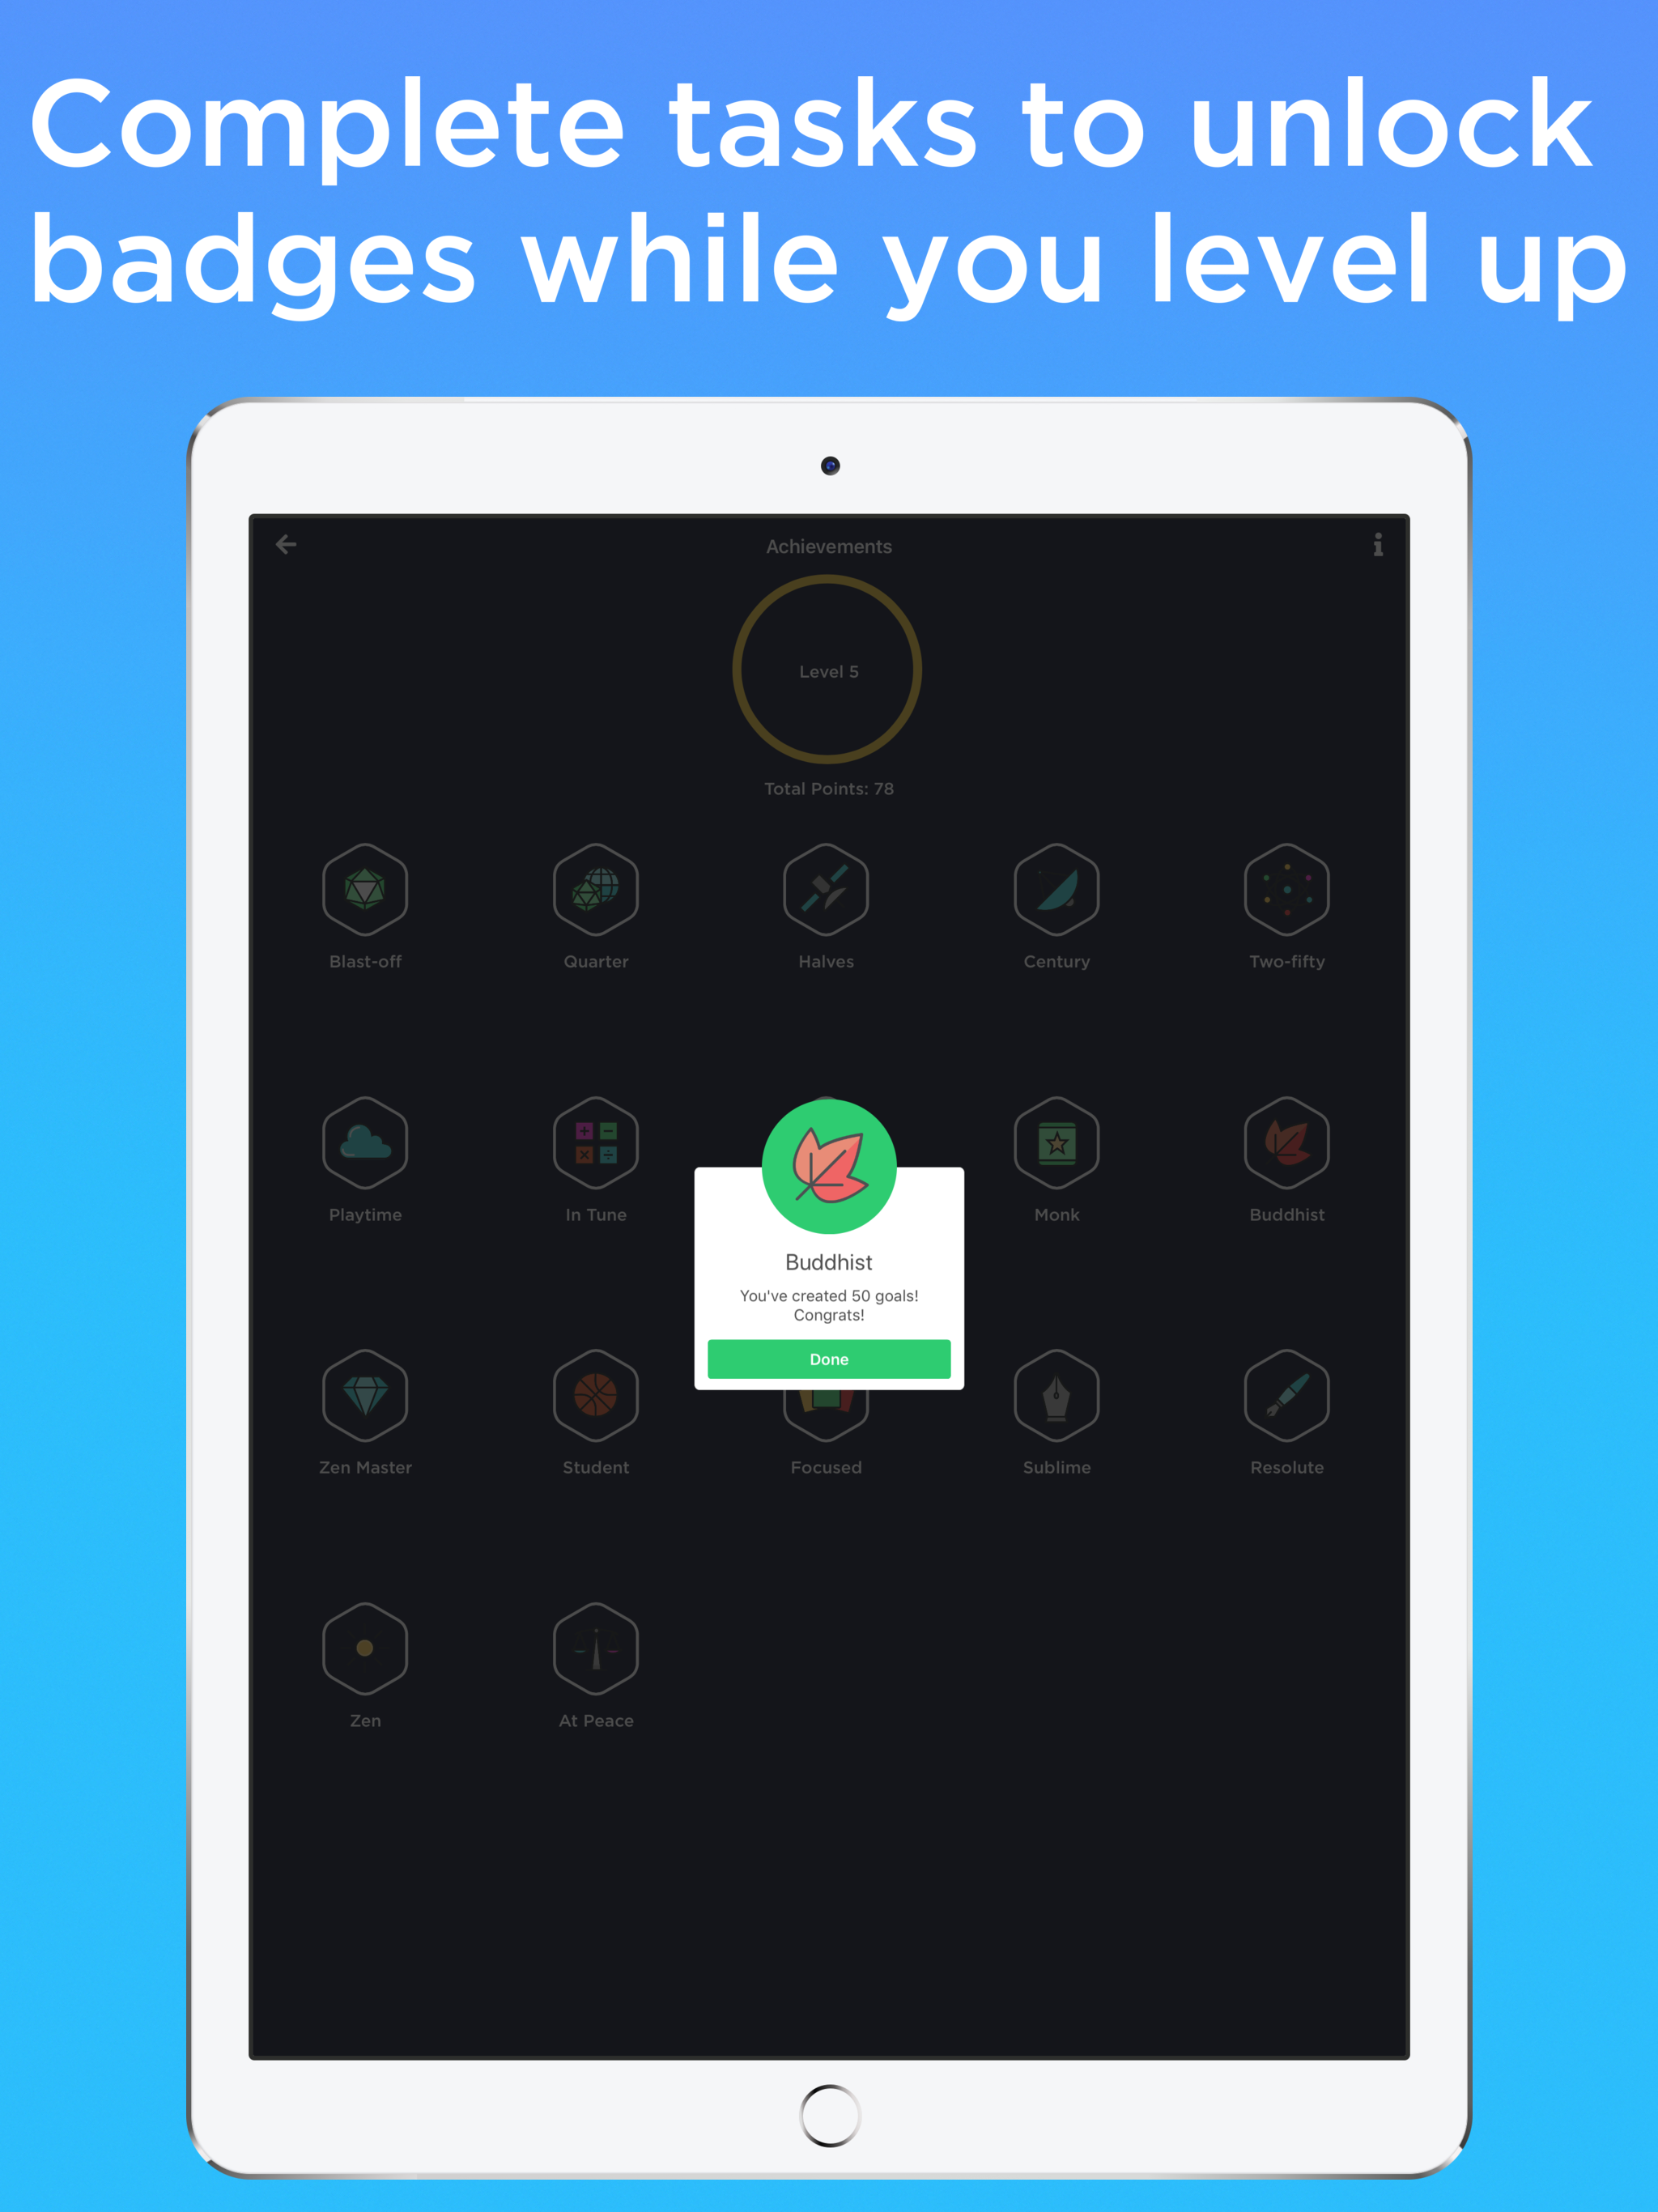 Complete tasks to unlock
badges while you level up
Achievements
Level 5
Total Points: 78
Blast-off
Quarter
Halves
Century
Two-fifty
Playtime
In Tune
Monk
Buddhist
Buddhist
You've created 50 goals!
Congrats!
Done
Zen Master
Student
Focused
Sublime
Resolute
Zen
At Peace